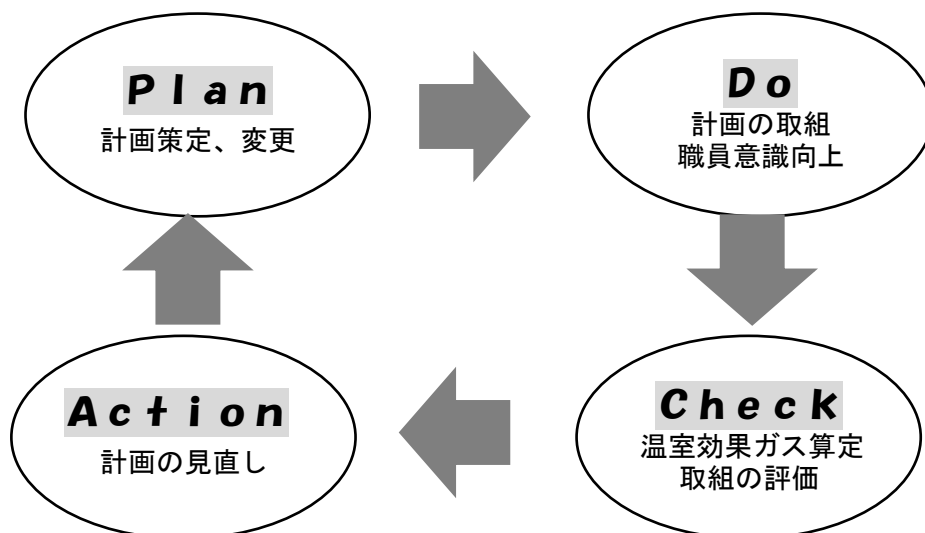 Plan
計画策定、変更
Do
計画の取組
職員意識向上
Check
温室効果ガス算定
取組の評価
Action
計画の見直し